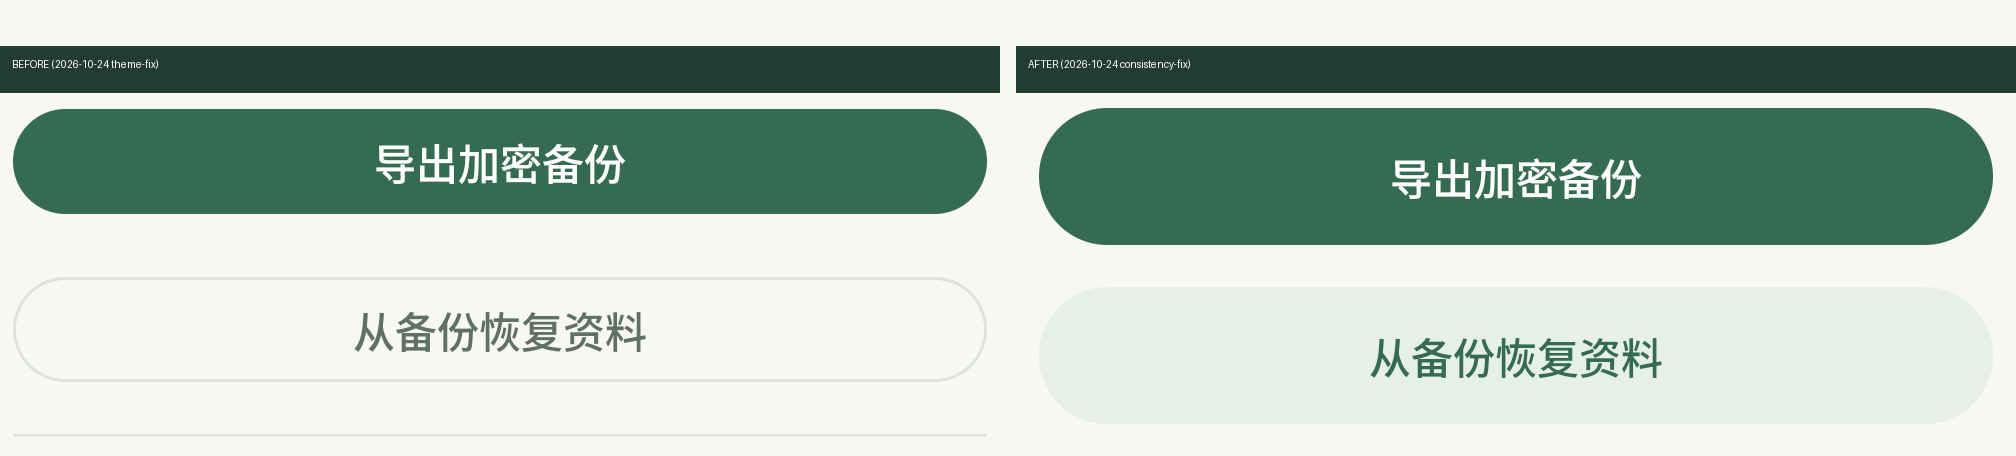 BEFORE (2026-10-24 theme-fix)
导出加密备份
从备份恢复资料
AFTER (2026-10-24 consistency-fix)
导出加密备份
从备份恢复资料